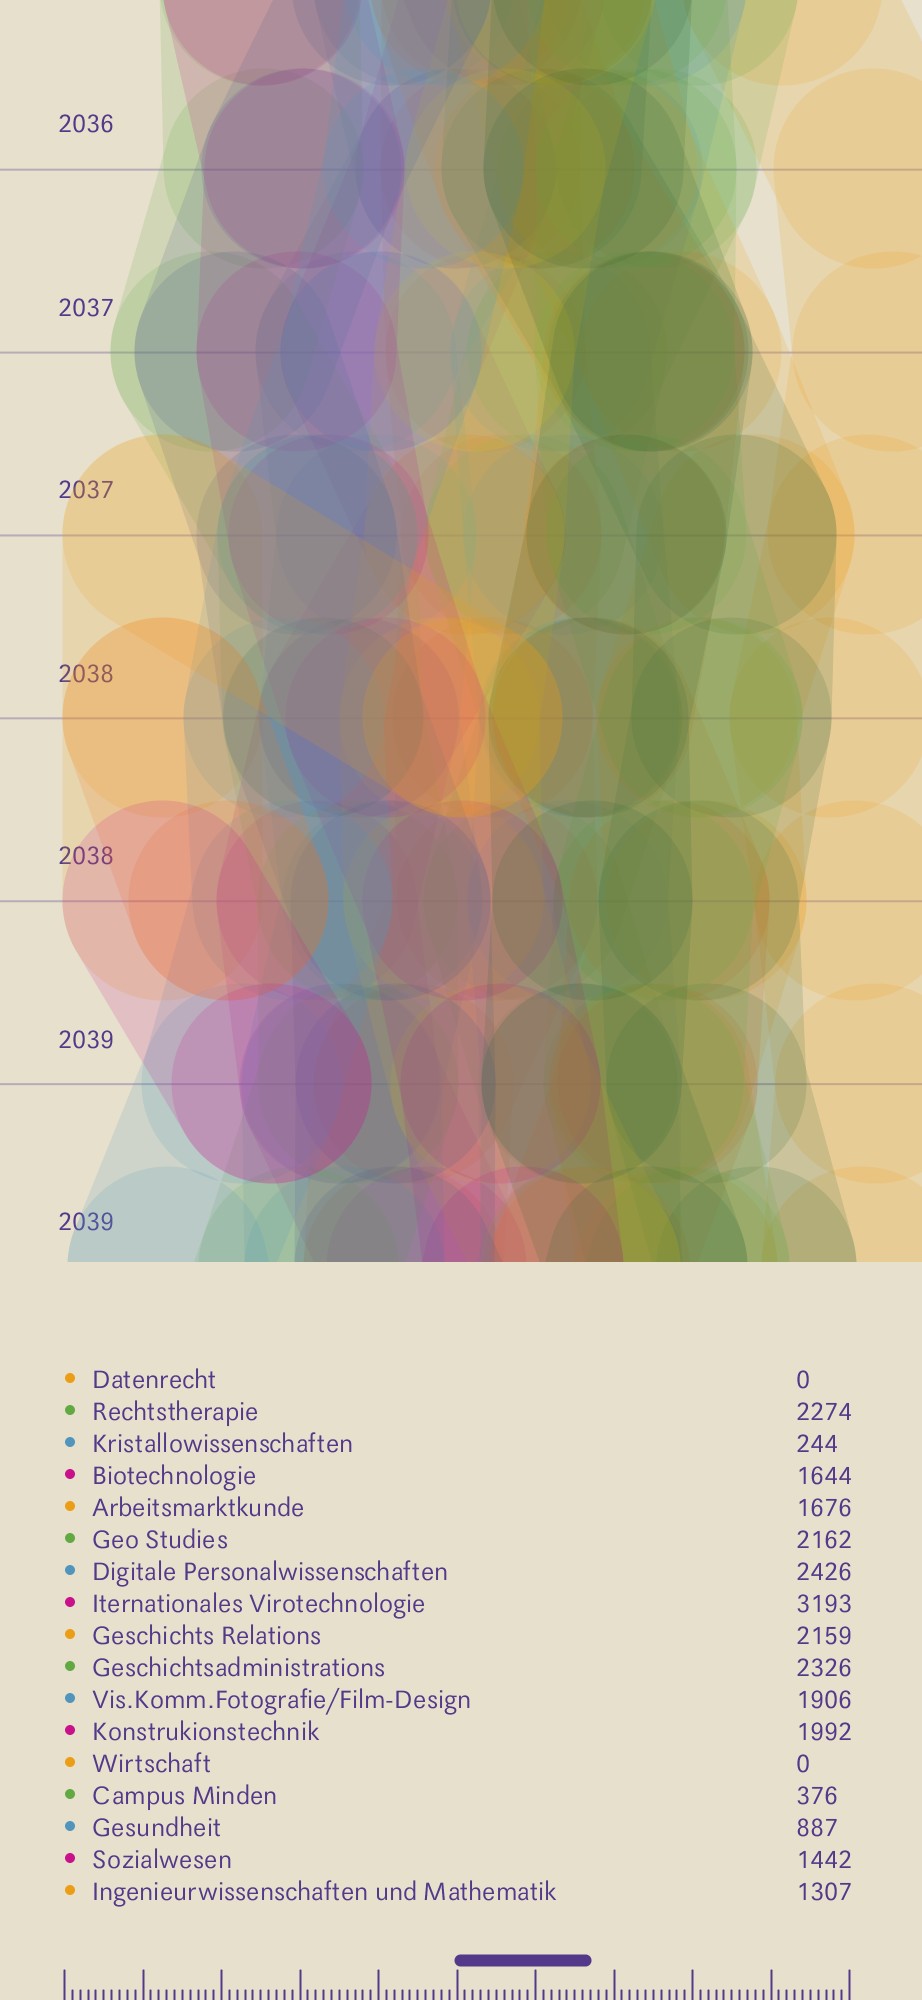 2036
2037
2037
2038
2038
2039
2039
Datenrecht 0
Rechtstherapie 2274
Kristallowissenschaften 244
Biotechnologie 1644
Arbeitsmarktkunde 1676
Geo Studies 2162
Digitale Personalwissenschaften 2426
Iternationales Virotechnologie 3193
Geschichts Relations 2159
Geschichtsadministrations 2326
Vis.Komm.Fotografie/Film-Design 1906
Konstrukionstechnik 1992
Wirtschaft 0
Campus Minden 376
Gesundheit 887
Sozialwesen 1442
Ingenieurwissenschaften und Mathematik 1307